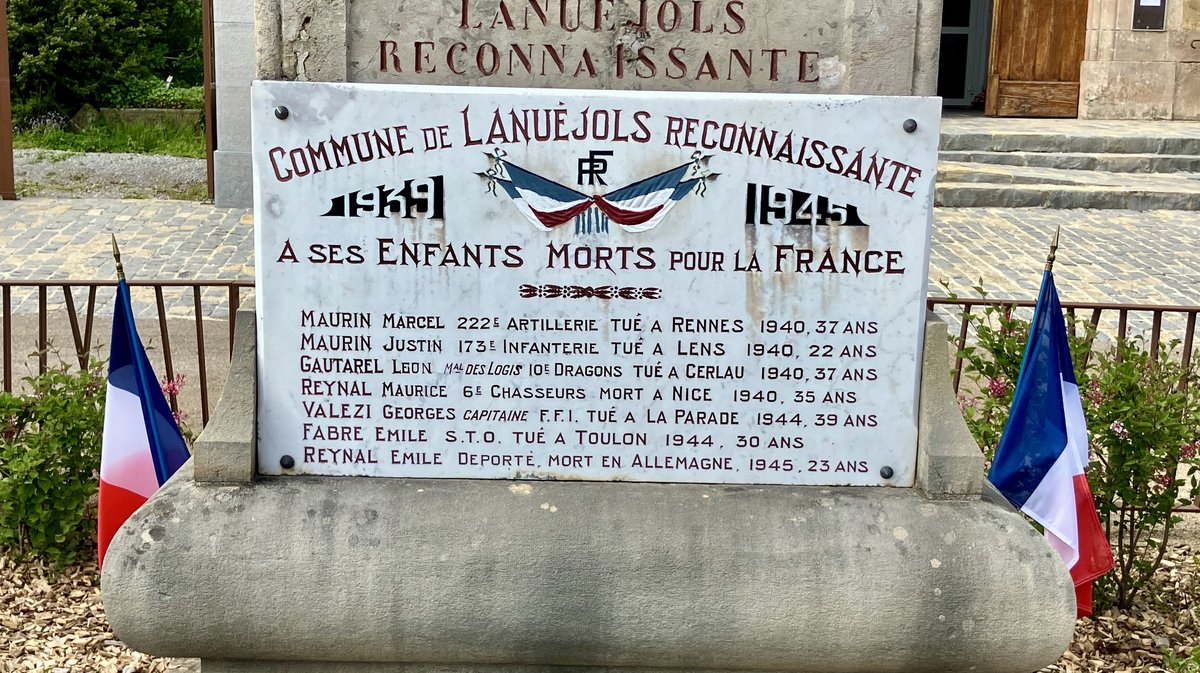 LANUÉJOLS
RECONNAISSANTE
COMMUNE DE LANUÉJOLS RECONNAISSANTE
RF
1939 1945
A SES ENFANTS MORTS POUR LA FRANCE
MAURIN MARCEL 222E ARTILLERIE TUÉ A RENNES 1940, 37 ANS
MAURIN JUSTIN 173E INFANTERIE TUÉ A LENS 1940, 22 ANS
GAUTAREL LEON MAL DES LOGIS 10E DRAGONS TUÉ A CERLAU 1940, 37 ANS
REYNAL MAURICE 6E CHASSEURS MORT A NICE 1940, 35 ANS
VALEZI GEORGES CAPITAINE F.F.I. TUÉ A LA PARADE 1944, 39 ANS
FABRE EMILE S.T.O. TUÉ A TOULON 1944, 30 ANS
REYNAL EMILE DEPORTÉ, MORT EN ALLEMAGNE, 1945, 23 ANS